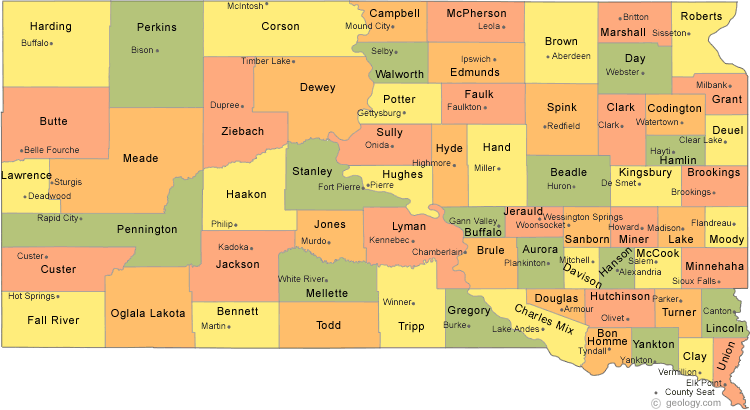 Harding
Buffalo
Perkins
Bison
McIntosh
Corson
Timber Lake
Campbell
Mound City
McPherson
Leola
Brown
Aberdeen
Britton
Marshall
Roberts
Sisseton
Selby
Walworth
Ipswich
Edmunds
Day
Webster
Dewey
Potter
Gettysburg
Faulk
Faulkton
Spink
Redfield
Clark
Clark
Codington
Watertown
Milbank
Grant
Clear Lake
Deuel
Butte
Belle Fourche
Dupree
Ziebach
Meade
Sturgis
Lawrence
Deadwood
Sully
Onida
Hyde
Highmore
Hand
Miller
Hayti
Hamlin
Beadle
Huron
Kingsbury
De Smet
Brookings
Brookings
Haakon
Philip
Stanley
Fort Pierre
Pierre
Hughes
Rapid City
Pennington
Jones
Murdo
Lyman
Kennebec
Chamberlain
Gann Valley
Buffalo
Jerauld
Wessington Springs
Woonsocket
Sanborn
Howard
Miner
Madison
Lake
Flandreau
Moody
Custer
Custer
Kadoka
Jackson
White River
Mellette
Brule
Aurora
Plankinton
Mitchell
Davison
Hanson
Alexandria
Salem
McCook
Minnehaha
Sioux Falls
Hot Springs
Fall River
Oglala Lakota
Bennett
Martin
Todd
Winner
Tripp
Gregory
Burke
Charles Mix
Lake Andes
Douglas
Armour
Hutchinson
Olivet
Parker
Turner
Canton
Lincoln
Bon
Homme
Tyndall
Yankton
Yankton
Clay
Vermilion
Union
Elk Point
County Seat
© geology.com